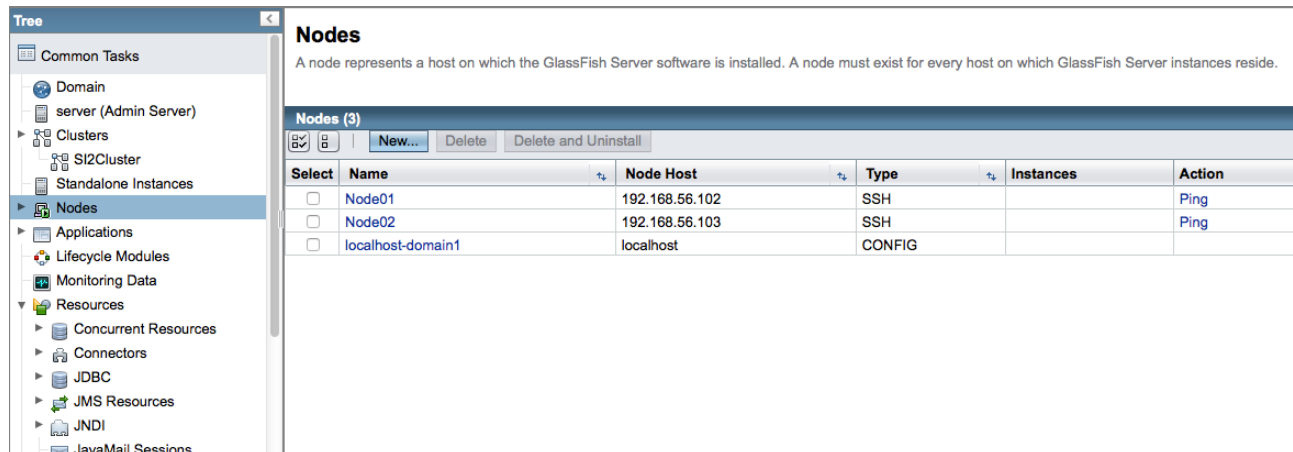 Tree
Common Tasks
Domain
server (Admin Server)
Clusters
SI2Cluster
Standalone Instances
Nodes
Applications
Lifecycle Modules
Monitoring Data
Resources
Concurrent Resources
Connectors
JDBC
JMS Resources
JNDI
JavaMail Sessions
Nodes
A node represents a host on which the GlassFish Server software is installed. A node must exist for every host on which GlassFish Server instances reside.
Nodes (3)
New... Delete Delete and Uninstall
Select Name Node Host Type Instances Action
Node01 192.168.56.102 SSH Ping
Node02 192.168.56.103 SSH Ping
localhost-domain1 localhost CONFIG